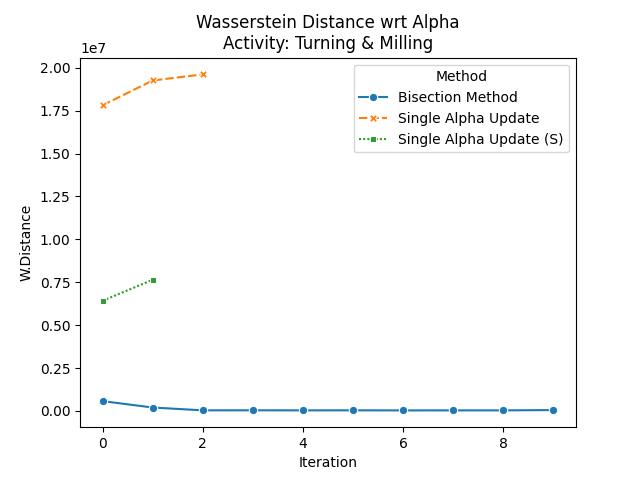 Wasserstein Distance wrt Alpha
Activity: Turning & Milling
1e7
Method
Bisection Method
Single Alpha Update
Single Alpha Update (S)
W.Distance
2.00
1.75
1.50
1.25
1.00
0.75
0.50
0.25
0.00
0 2 4 6 8
Iteration